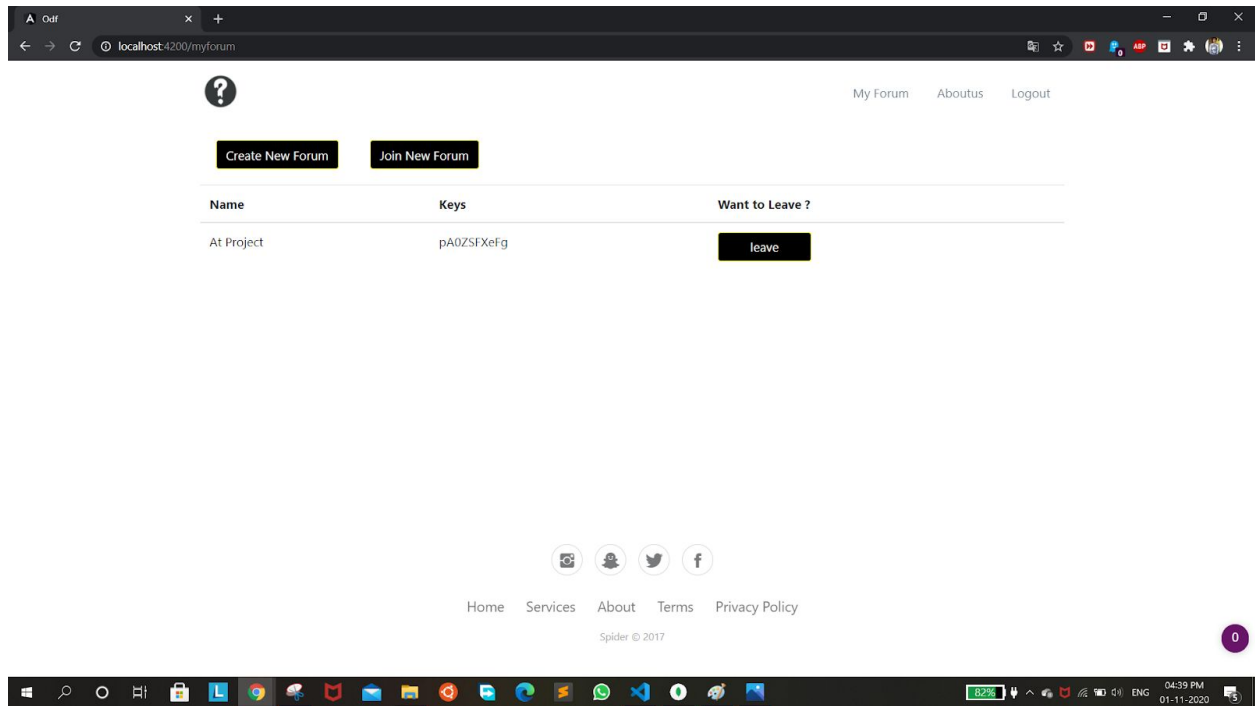 Odf
localhost:4200/myforum
My Forum Aboutus Logout
Create New Forum Join New Forum
Name Keys Want to Leave ?
At Project pA0ZSFXeFg leave
Home Services About Terms Privacy Policy
Spider © 2017
0
82% ENG 04:39 PM
01-11-2020